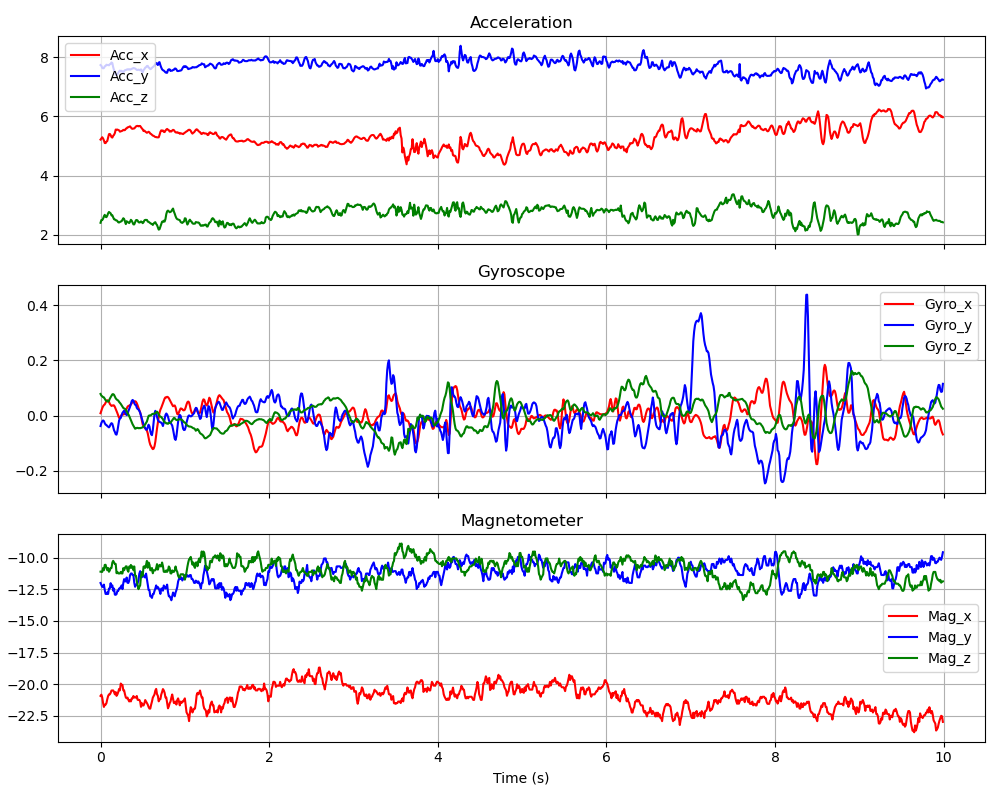 Acceleration
8
6
4
2
Acc_x
Acc_y
Acc_z
Gyroscope
0.4
0.2
0.0
−0.2
Gyro_x
Gyro_y
Gyro_z
Magnetometer
−10.0
−12.5
−15.0
−17.5
−20.0
−22.5
Mag_x
Mag_y
Mag_z
0 2 4 6 8 10
Time (s)